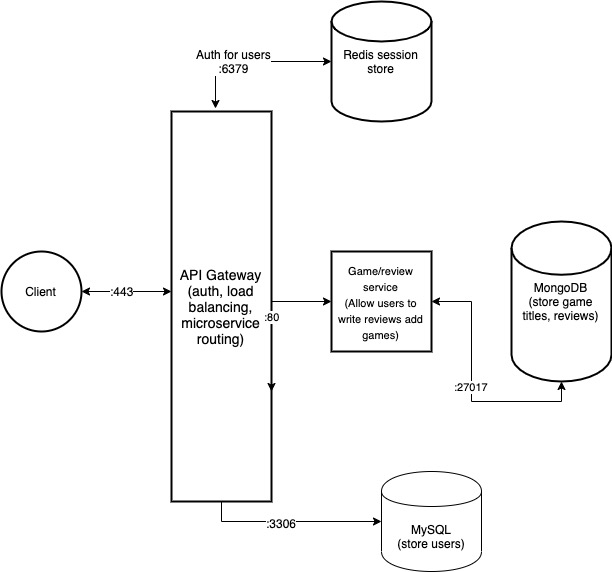 Auth for users
:6379
Redis session
store
Client
:443
API Gateway
(auth, load
balancing,
microservice
routing)
:80
Game/review
service
(Allow users to
write reviews add
games)
MongoDB
(store game
titles, reviews)
:27017
:3306
MySQL
(store users)